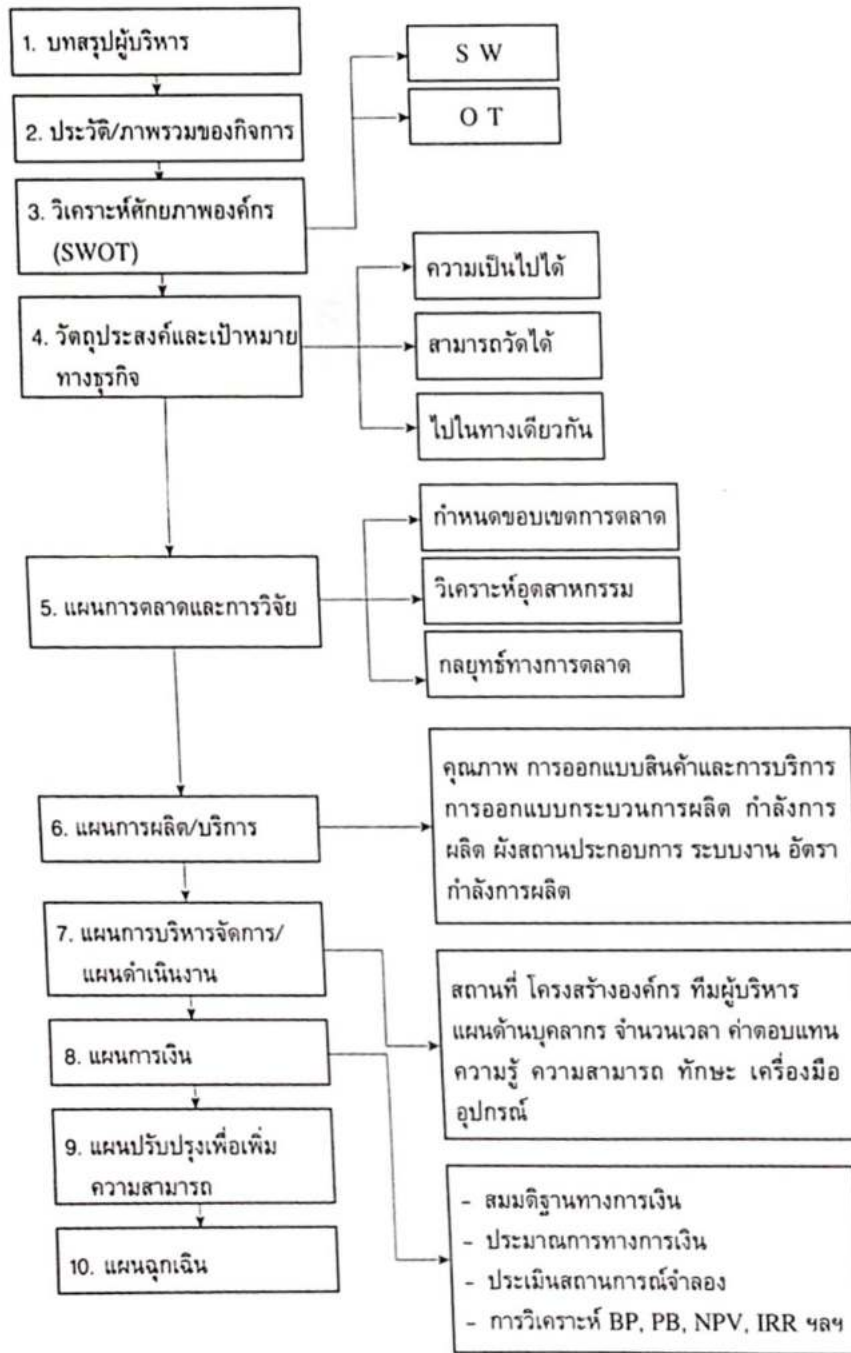 1. บทสรุปผู้บริหาร
S W
O T
2. ประวัติ/ภาพรวมของกิจการ
3. วิเคราะห์ศักยภาพองค์กร
(SWOT)
ความเป็นไปได้
4. วัตถุประสงค์และเป้าหมาย
ทางธุรกิจ
สามารถวัดได้
ไปในทางเดียวกัน
กำหนดขอบเขตการตลาด
5. แผนการตลาดและการวิจัย
วิเคราะห์อุตสาหกรรม
กลยุทธ์ทางการตลาด
6. แผนการผลิต/บริการ
คุณภาพ การออกแบบสินค้าและการบริการ
การออกแบบกระบวนการผลิต กำลังการ
ผลิต ผังสถานประกอบการ ระบบงาน อัตรา
กำลังการผลิต
7. แผนการบริหารจัดการ/
แผนดำเนินงาน
สถานที่ โครงสร้างองค์กร ทีมผู้บริหาร
แผนด้านบุคลากร จำนวนเวลา ค่าตอบแทน
ความรู้ ความสามารถ ทักษะ เครื่องมือ
อุปกรณ์
8. แผนการเงิน
9. แผนปรับปรุงเพื่อเพิ่ม
ความสามารถ
10. แผนฉุกเฉิน
- สมมติฐานทางการเงิน
- ประมาณการทางการเงิน
- ประเมินสถานการณ์จำลอง
- การวิเคราะห์ BP, PB, NPV, IRR ฯลฯ